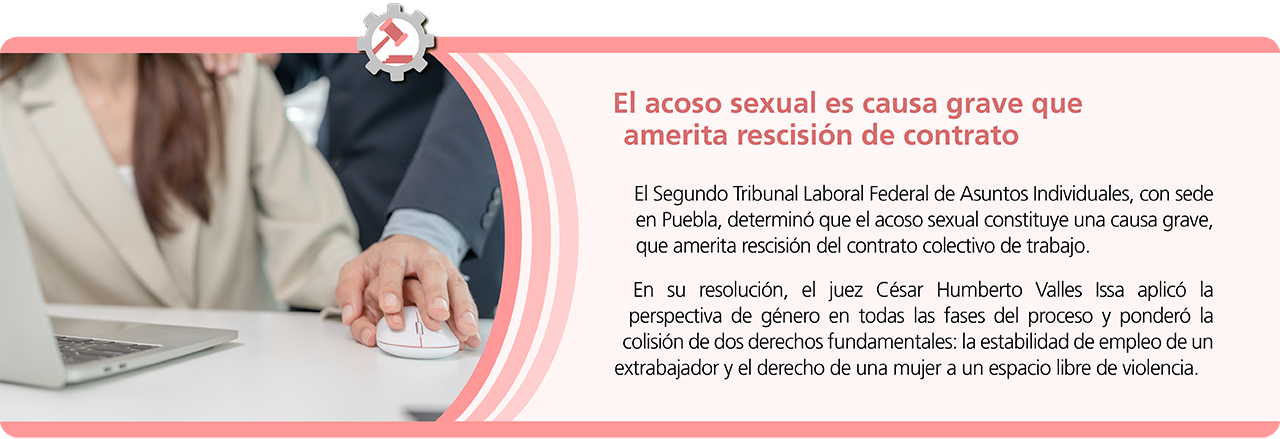 El acoso sexual es causa grave que
amerita rescisión de contrato
El Segundo Tribunal Laboral Federal de Asuntos Individuales, con sede
en Puebla, determinó que el acoso sexual constituye una causa grave,
que amerita rescisión del contrato colectivo de trabajo.
En su resolución, el juez César Humberto Valles Issa aplicó la
perspectiva de género en todas las fases del proceso y ponderó la
colisión de dos derechos fundamentales: la estabilidad de empleo de un
extrabajador y el derecho de una mujer a un espacio libre de violencia.